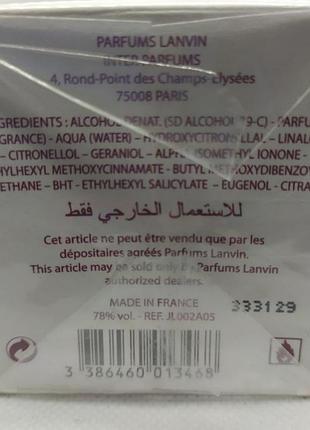 PARFUMS LANVIN
INTER PARFUMS
4, Rond-Point des Champs-Elysées
75008 PARIS
GREDIENTS : ALCOHOL DENAT. (SD ALCOHOL 39-C) - PARFU
GRANCE) - AQUA (WATER) - HYDROXYCITRONELLAL - LINALO
- CITRONELLOL - GERANIOL - ALPHA ISOMETHYL IONONE -
HYLHEXYL METHOXYCINNAMATE - BUTYL METHOXYDIBENZO
ETHANE - BHT - ETHYLHEXYL SALICYLATE - EUGENOL - CITRA
للاستعمال الخارجي فقط
Cet article ne peut être vendu que par les
dépositaires agréés Parfums Lanvin.
This article may be sold only by Parfums Lanvin
authorized dealers.
MADE IN FRANCE
333129
78% vol. - REF. JL002A05
3 386460 013468